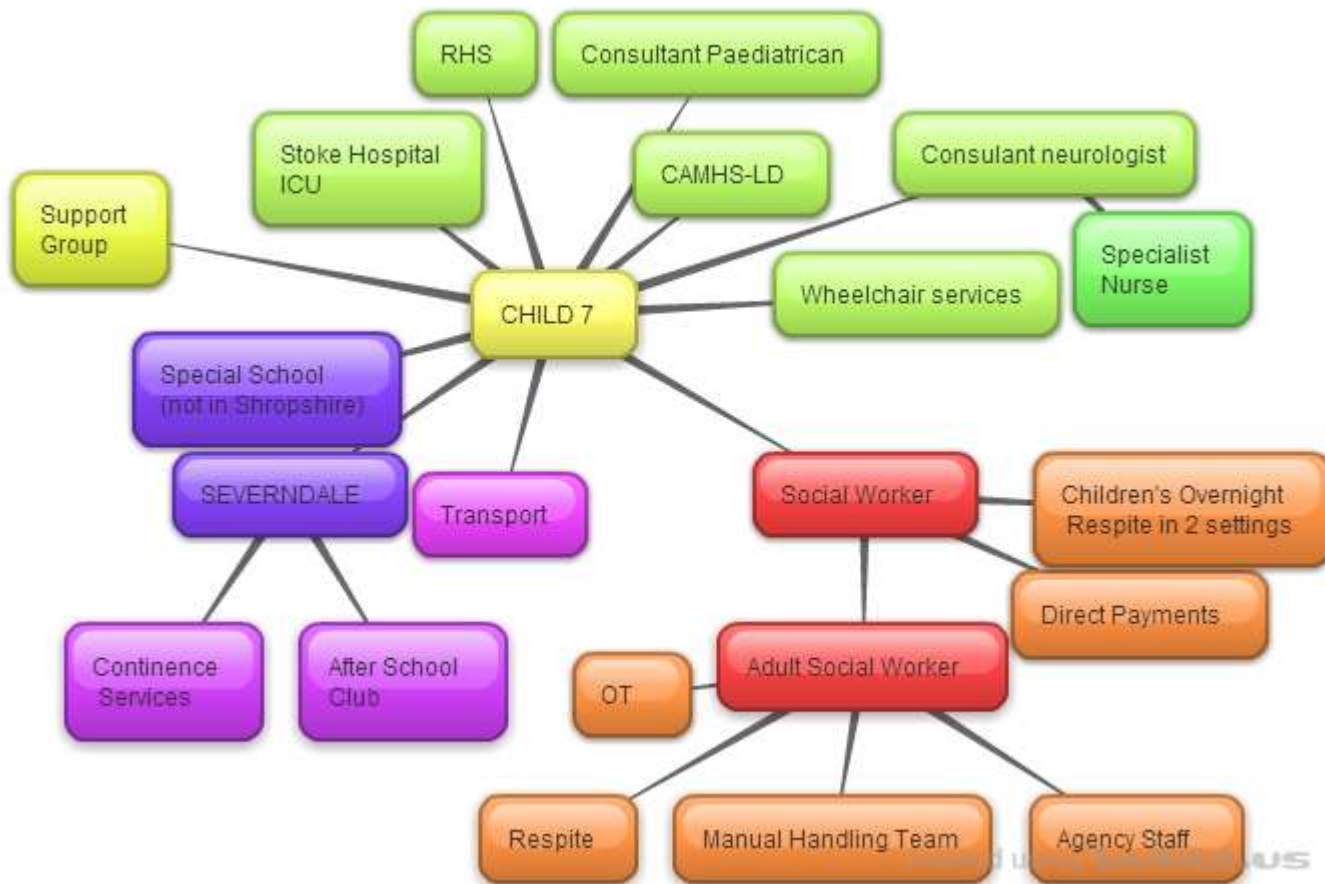 RHS
Consultant Paediatrican
Stoke Hospital
ICU
CAMHS-LD
Consulant neurologist
Support
Group
Specialist
Nurse
Wheelchair services
CHILD 7
Special School
(not in Shropshire)
SEVERNDALE
Transport
Social Worker
Children's Overnight
Respite in 2 settings
Direct Payments
Continence
Services
After School
Club
Adult Social Worker
OT
Respite
Manual Handling Team
Agency Staff